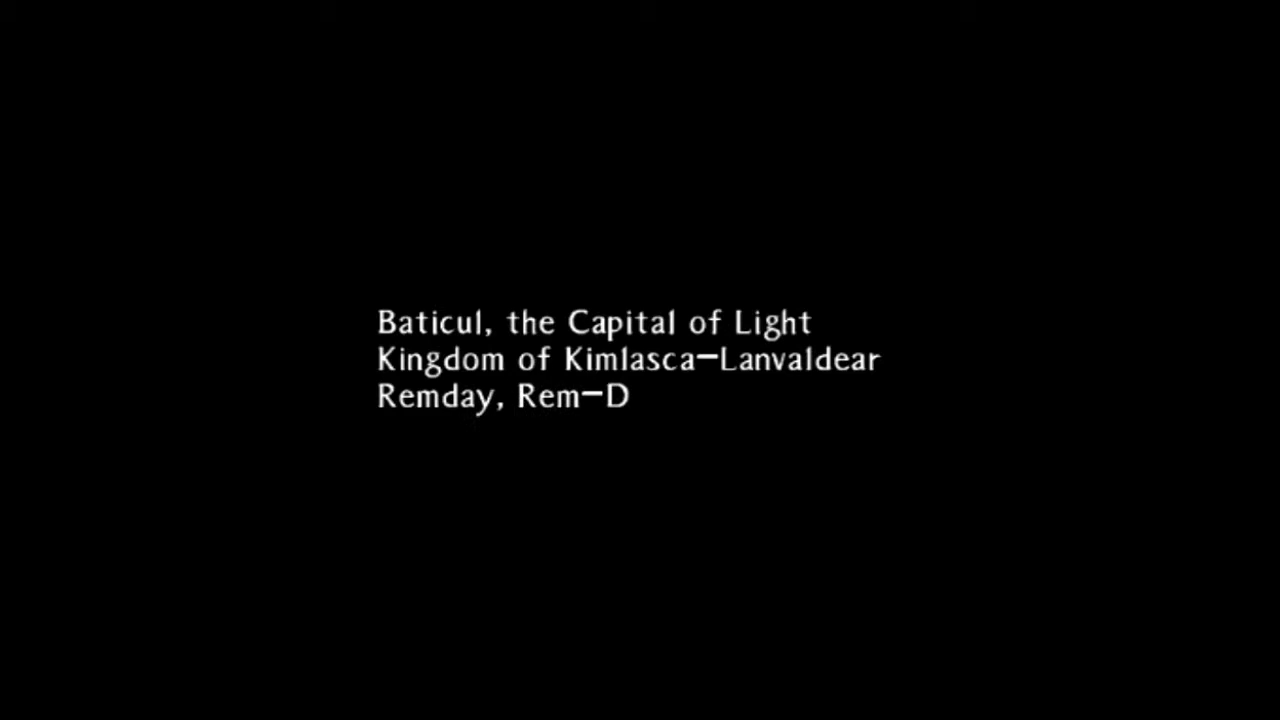 Baticul, the Capital of Light
Kingdom of Kimlasca–Lanvaldear
Remday, Rem–D